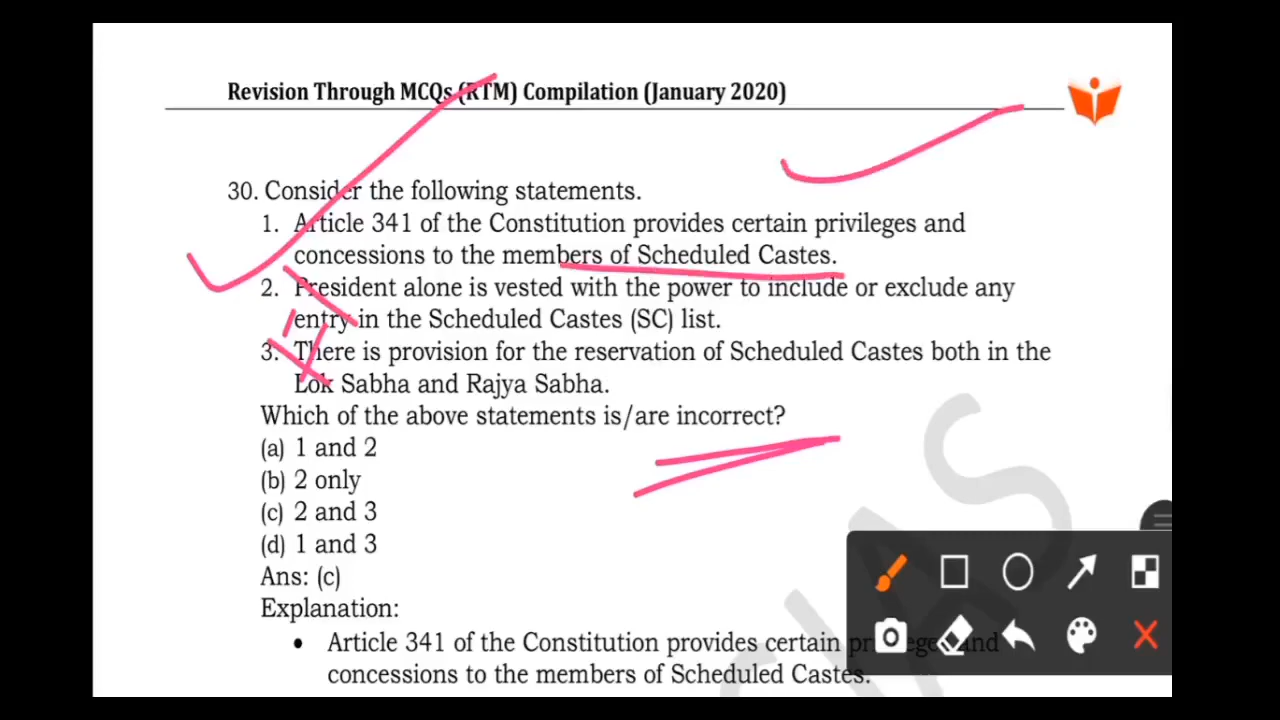 Revision Through MCQs (RTM) Compilation (January 2020)
30. Consider the following statements.
1. Article 341 of the Constitution provides certain privileges and
concessions to the members of Scheduled Castes.
2. President alone is vested with the power to include or exclude any
entry in the Scheduled Castes (SC) list.
3. There is provision for the reservation of Scheduled Castes both in the
Lok Sabha and Rajya Sabha.
Which of the above statements is/are incorrect?
(a) 1 and 2
(b) 2 only
(c) 2 and 3
(d) 1 and 3
Ans: (c)
Explanation:
• Article 341 of the Constitution provides certain privileges and
concessions to the members of Scheduled Castes.
IAS